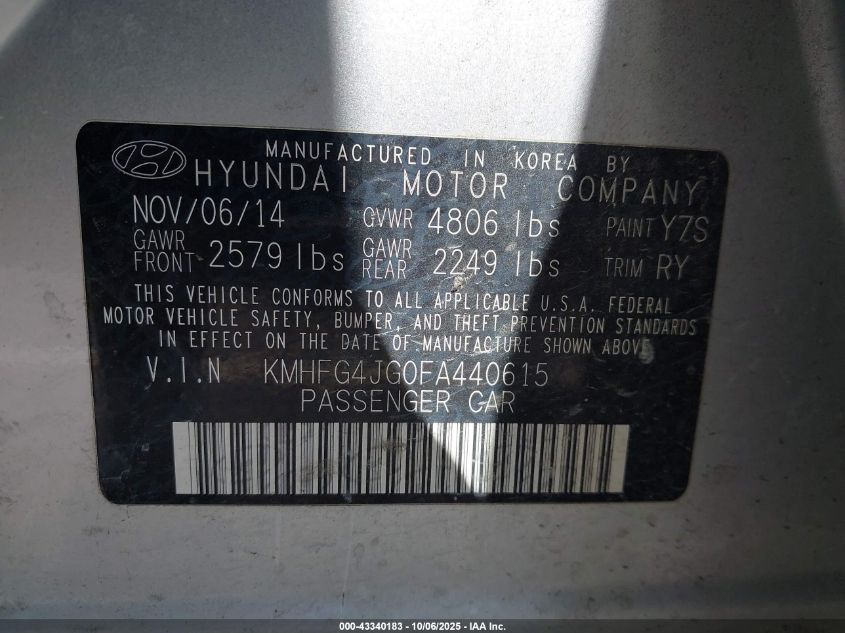 MANUFACTURED IN KOREA BY
HYUNDAI MOTOR COMPANY
NOV/06/14 GVWR 4806 lbs PAINT Y7S
GAWR FRONT 2579 lbs GAWR REAR 2249 lbs TRIM RY
THIS VEHICLE CONFORMS TO ALL APPLICABLE U.S.A. FEDERAL
MOTOR VEHICLE SAFETY, BUMPER, AND THEFT PREVENTION STANDARDS
IN EFFECT ON THE DATE OF MANUFACTURE SHOWN ABOVE.
V.I.N KMHFG4JG0FA440615
PASSENGER CAR
000-43340183 - 10/06/2025 - IAA Inc.